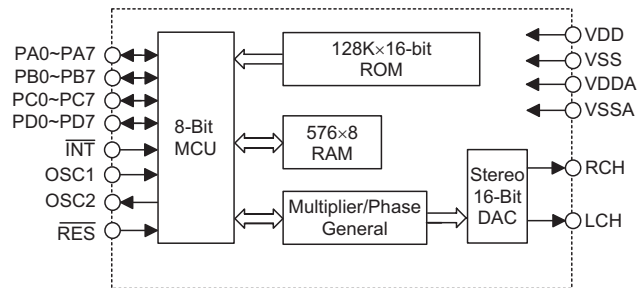 PA0~PA7
PB0~PB7
PC0~PC7
PD0~PD7
INT
OSC1
OSC2
RES
8-Bit
MCU
128K×16-bit
ROM
576×8
RAM
Multiplier/Phase
General
Stereo
16-Bit
DAC
VDD
VSS
VDDA
VSSA
RCH
LCH